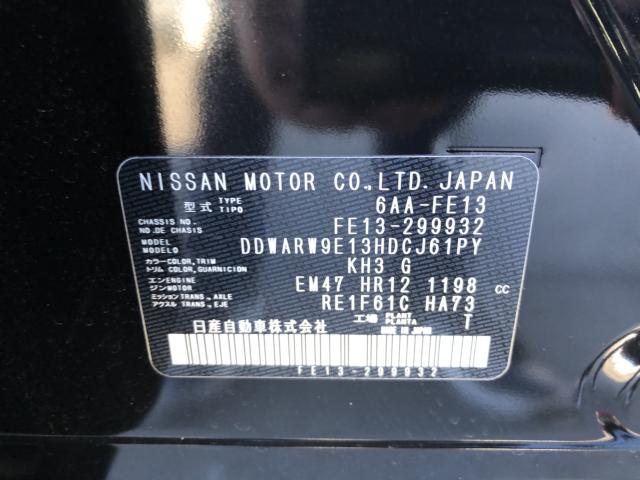 NISSAN MOTOR CO.,LTD. JAPAN
型式 TYPE TIPO 6AA-FE13
CHASSIS NO. NO.DE CHASSIS FE13-299932
MODEL MODELO DDWARW9E13HDCJ61PY
カラー COLOR, TRIM トリム COLOR, GUARNICION KH3 G
エンジン ENGINE MOTOR EM47 HR12 1198 cc
ミッション TRANS., AXLE アクスル TRANS., EJE RE1F61C HA73
工場 PLANT PLANTA T
日産自動車株式会社 MADE IN JAPAN
FE13-299932